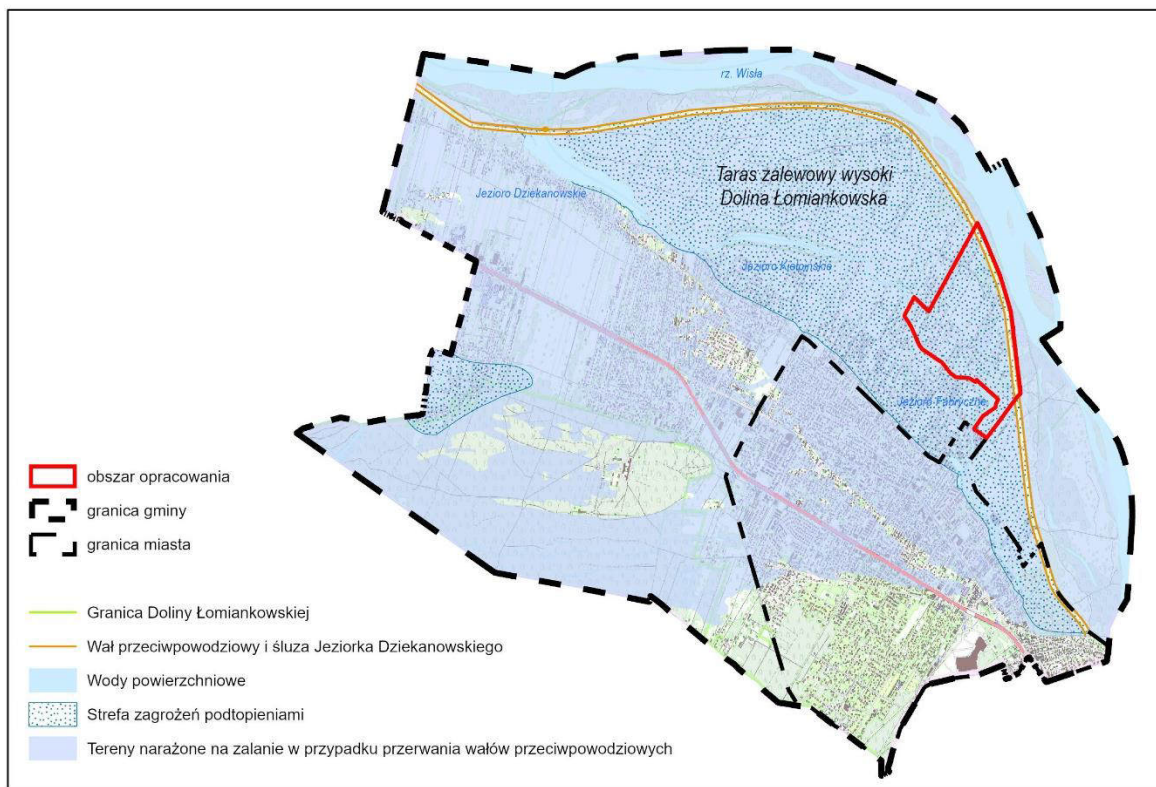 rz. Wisła
Taras zalewowy wysoki
Dolina Łomiankowska
Jezioro Dziekanowskie
Jezioro Kiełpińskie
Jezioro Fabryczne
obszar opracowania
granica gminy
granica miasta
Granica Doliny Łomiankowskiej
Wał przeciwpowodziowy i śluza Jeziorka Dziekanowskiego
Wody powierzchniowe
Strefa zagrożeń podtopieniami
Tereny narażone na zalanie w przypadku przerwania wałów przeciwpowodziowych